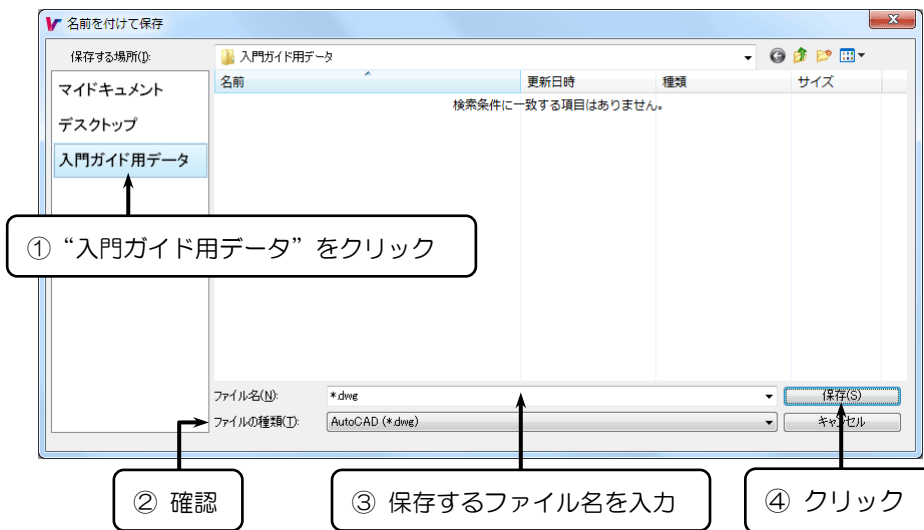 名前を付けて保存
保存する場所(I):
入門ガイド用データ
名前 更新日時 種類 サイズ
検索条件に一致する項目はありません。
マイドキュメント
デスクトップ
入門ガイド用データ
① “入門ガイド用データ” をクリック
ファイル名(N): *.dwg 保存(S)
ファイルの種類(T): AutoCAD (*.dwg) キャンセル
② 確認
③ 保存するファイル名を入力
④ クリック